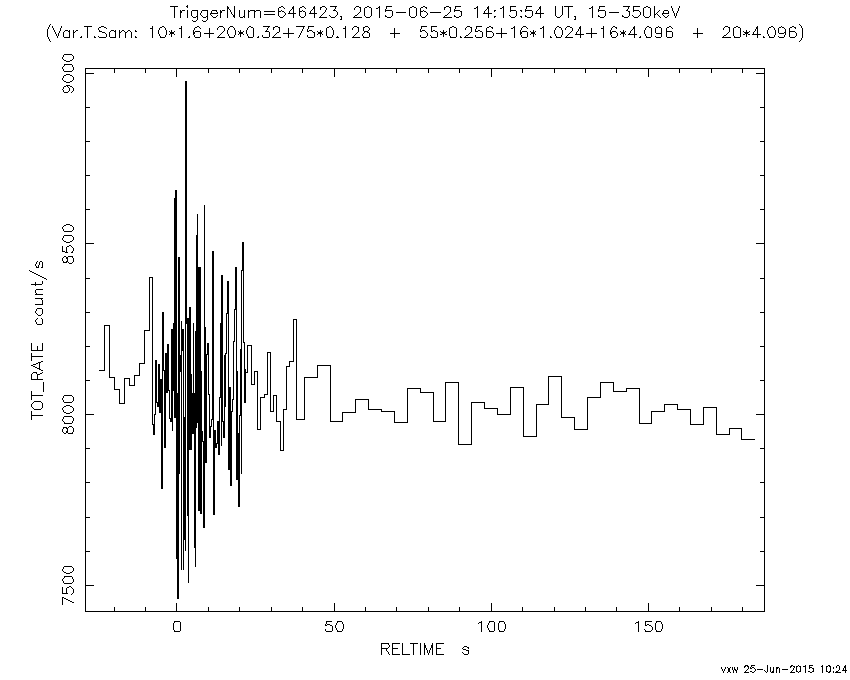 TriggerNum=646423, 2015-06-25 14:15:54 UT, 15-350keV
(Var.T.Sam: 10*1.6+20*0.32+75*0.128 + 55*0.256+16*1.024+16*4.096 + 20*4.096)
9000
8500
8000
7500
TOT_RATE count/s
0 50 100 150
RELTIME s
vxw 25-Jun-2015 10:24